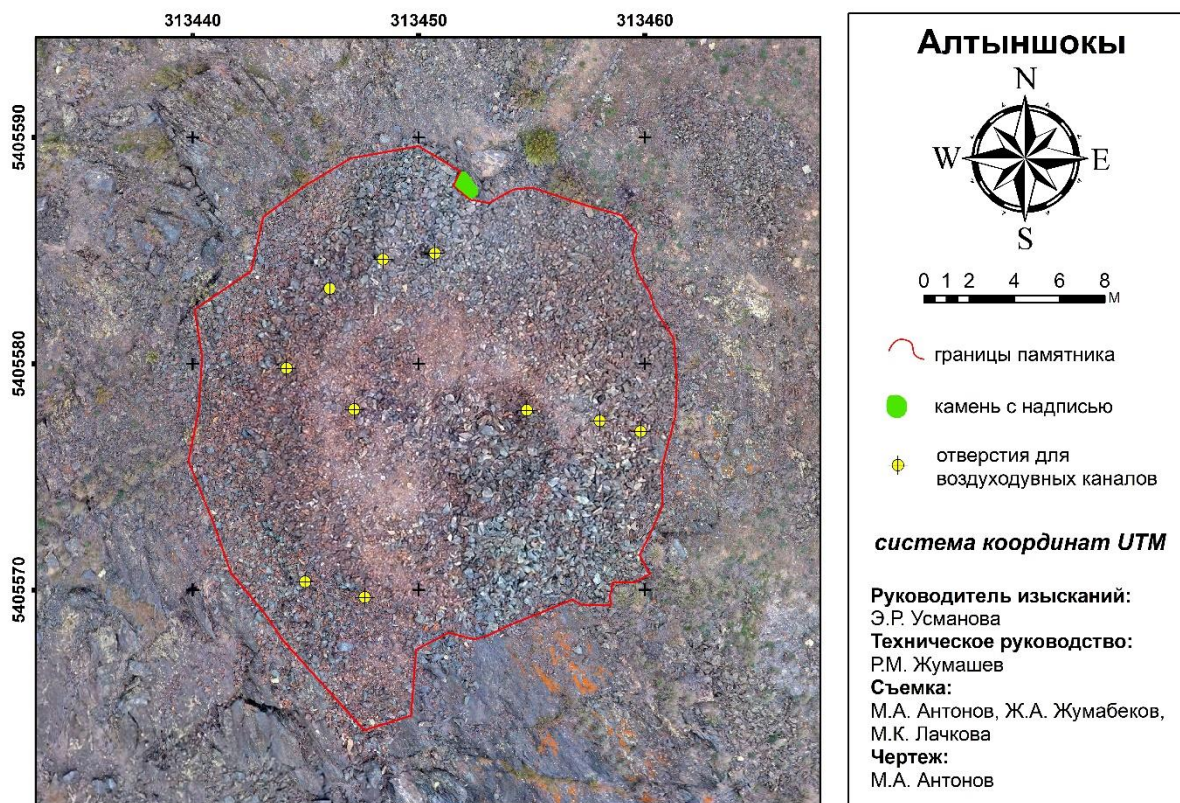 313440
313450
313460
5405590
5405580
5405570
Алтыншокы
N
W
E
S
0 1 2 4 6 8 М
границы памятника
камень с надписью
отверстия для
воздуходувных каналов
система координат UTM
Руководитель изысканий:
Э.Р. Усманова
Техническое руководство:
Р.М. Жумашев
Съемка:
М.А. Антонов, Ж.А. Жумабеков,
М.К. Лачкова
Чертеж:
М.А. Антонов